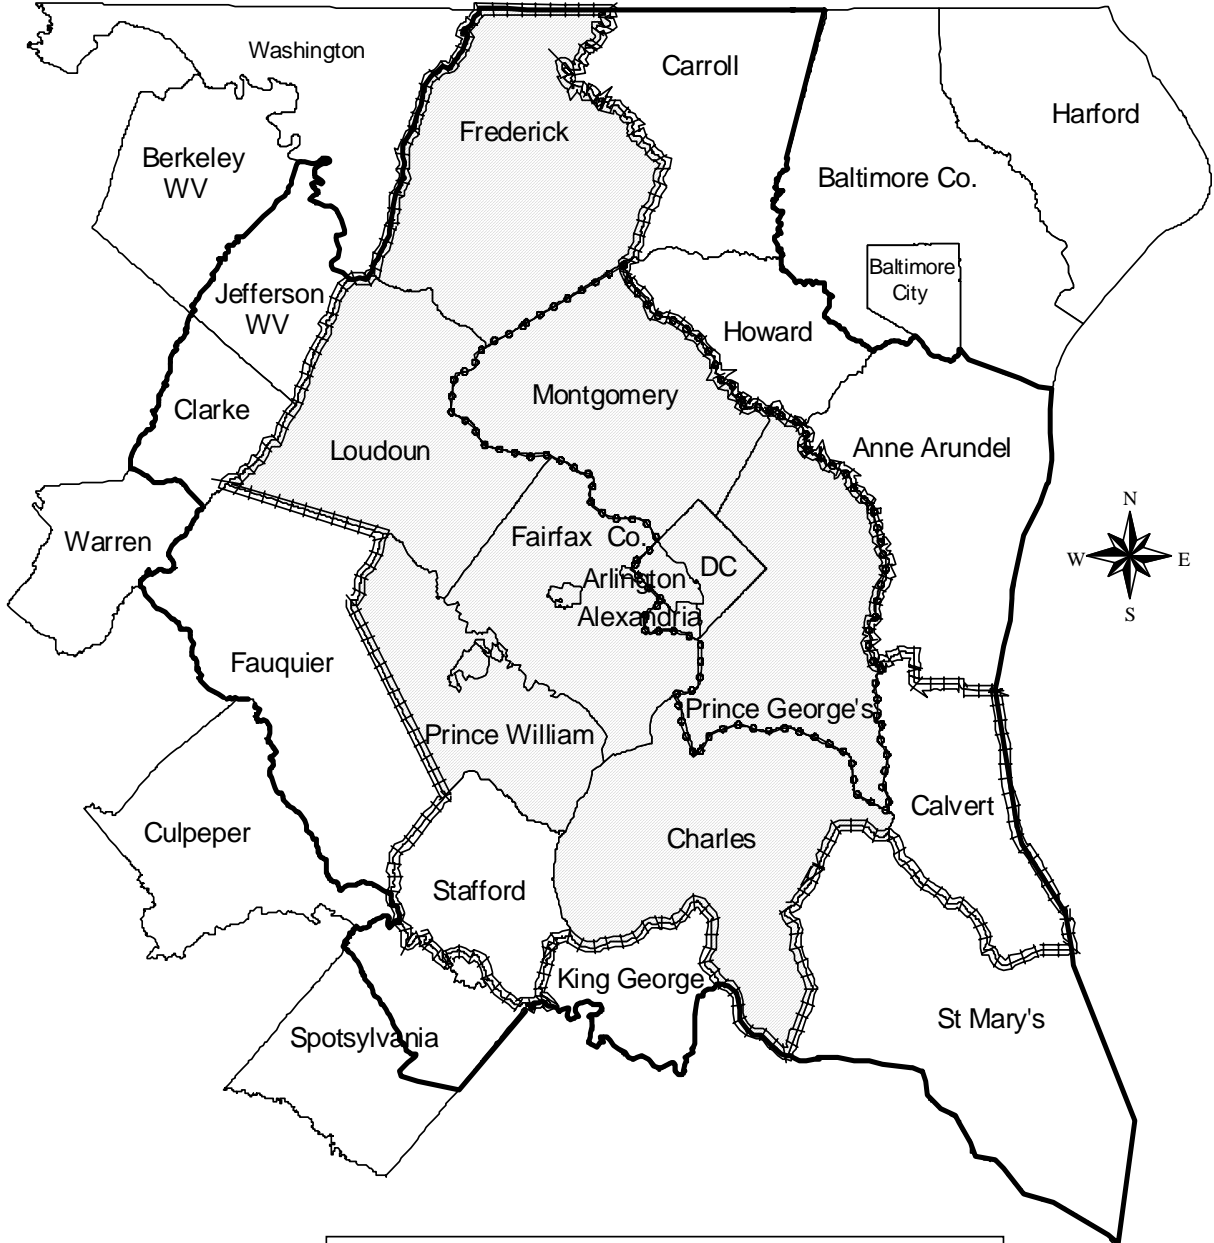 Washington
Carroll
Harford
Frederick
Berkeley
WV
Baltimore Co.
Baltimore
City
Jefferson
WV
Howard
Montgomery
Clarke
Loudoun
Anne Arundel
N
W
E
S
Warren
Fairfax Co.
DC
Arlington
Alexandria
Fauquier
Prince George's
Prince William
Calvert
Culpeper
Charles
Stafford
King George
St Mary's
Spotsylvania